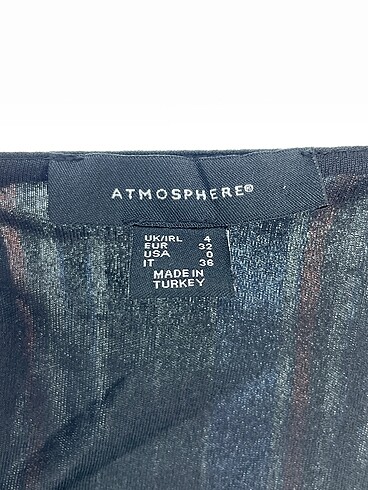 ATMOSPHERE®
UK/IRL 4
EUR 32
USA 0
IT 36
MADE IN
TURKEY